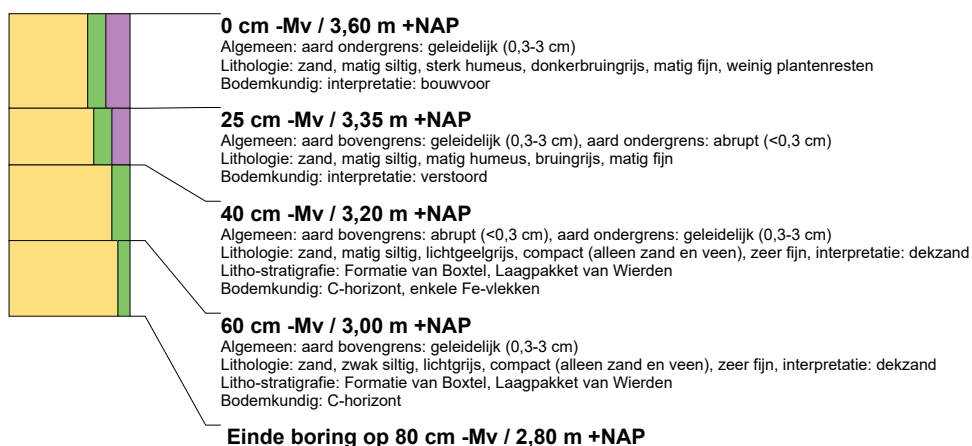 0 cm -Mv / 3,60 m +NAP
Algemeen: aard ondergrens: geleidelijk (0,3-3 cm)
Lithologie: zand, matig siltig, sterk humeus, donkerbruingrijs, matig fijn, weinig plantenresten
Bodemkundig: interpretatie: bouwvoor
25 cm -Mv / 3,35 m +NAP
Algemeen: aard bovengrens: geleidelijk (0,3-3 cm), aard ondergrens: abrupt (<0,3 cm)
Lithologie: zand, matig siltig, matig humeus, bruingrijs, matig fijn
Bodemkundig: interpretatie: verstoord
40 cm -Mv / 3,20 m +NAP
Algemeen: aard bovengrens: abrupt (<0,3 cm), aard ondergrens: geleidelijk (0,3-3 cm)
Lithologie: zand, matig siltig, lichtgeelgrijs, compact (alleen zand en veen), zeer fijn, interpretatie: dekzand
Litho-stratigrafie: Formatie van Boxtel, Laagpakket van Wierden
Bodemkundig: C-horizont, enkele Fe-vlekken
60 cm -Mv / 3,00 m +NAP
Algemeen: aard bovengrens: geleidelijk (0,3-3 cm)
Lithologie: zand, zwak siltig, lichtgrijs, compact (alleen zand en veen), zeer fijn, interpretatie: dekzand
Litho-stratigrafie: Formatie van Boxtel, Laagpakket van Wierden
Bodemkundig: C-horizont
Einde boring op 80 cm -Mv / 2,80 m +NAP